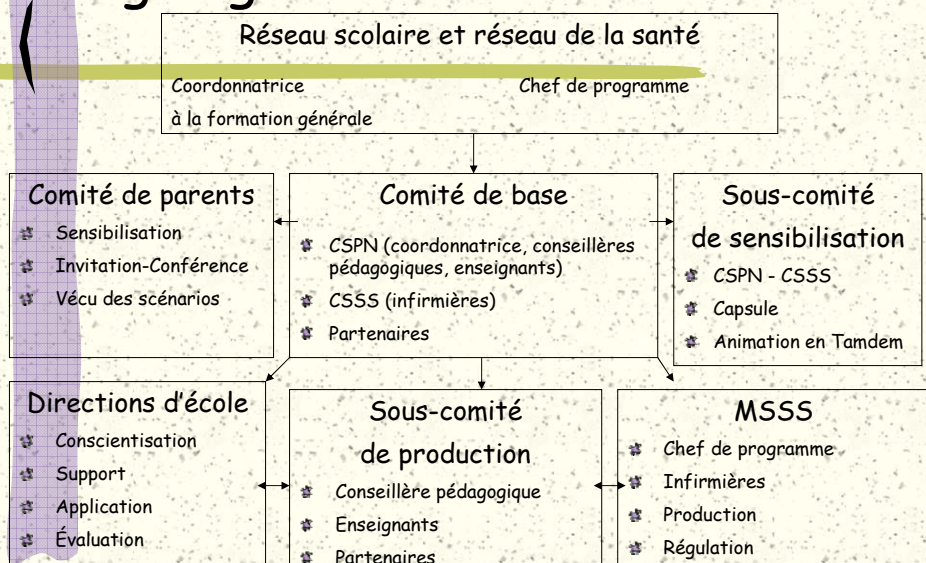 Réseau scolaire et réseau de la santé
Coordonnatrice
Chef de programme
à la formation générale
Comité de parents
Sensibilisation
Invitation-Conférence
Vécu des scénarios
Comité de base
CSPN (coordonnatrice, conseillères
pédagogiques, enseignants)
CSSS (infirmières)
Partenaires
Sous-comité
de sensibilisation
CSPN - CSSS
Capsule
Animation en Tamdem
Directions d'école
Conscientisation
Support
Application
Évaluation
Sous-comité
de production
Conseillère pédagogique
Enseignants
Partenaires
MSSS
Chef de programme
Infirmières
Production
Régulation